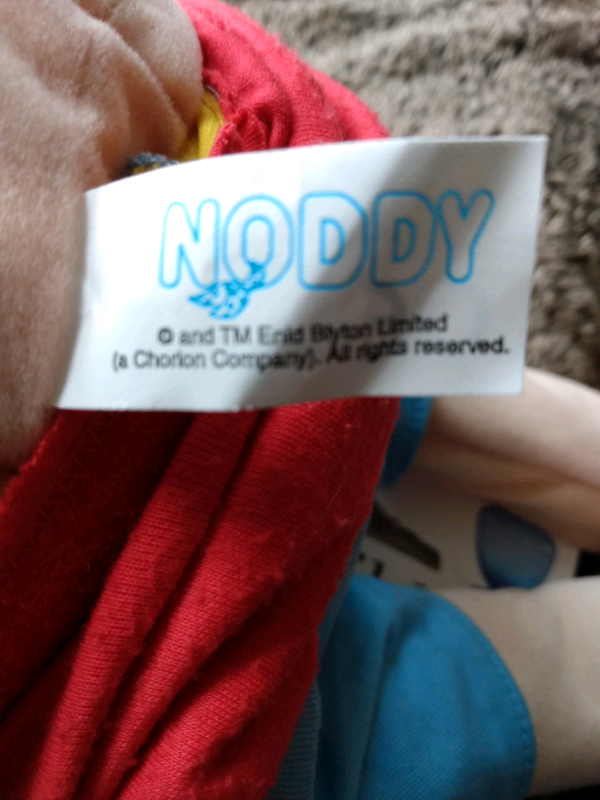 NODDY
© and TM Enid Blyton Limited
(a Chorion Company). All rights reserved.